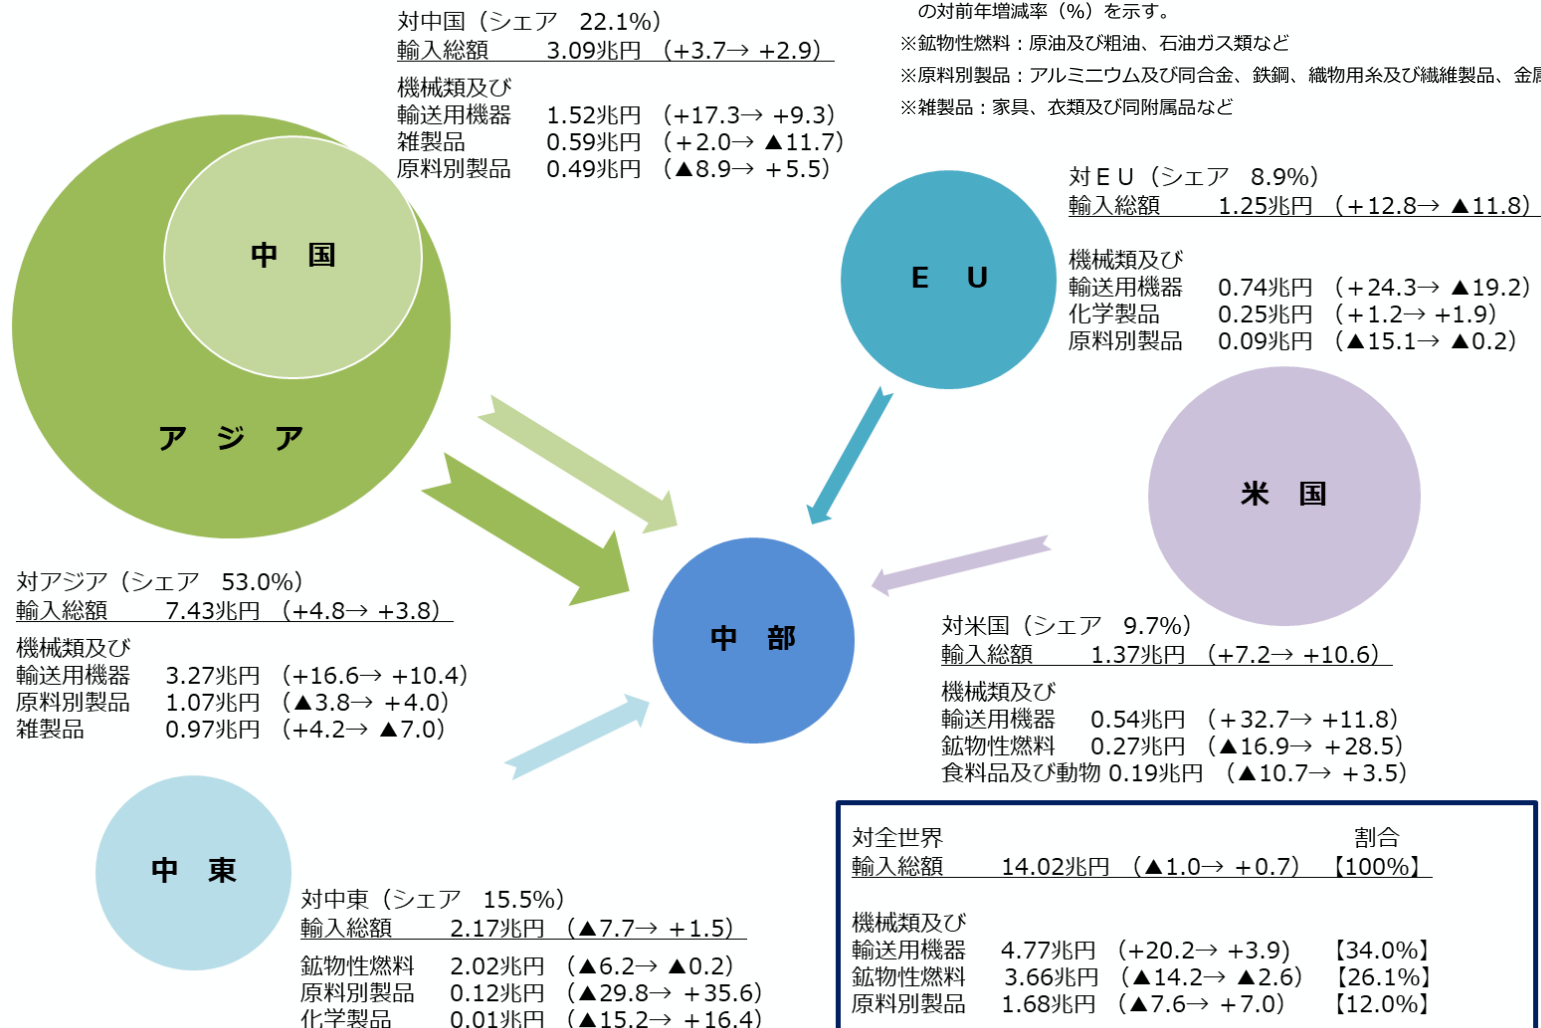 対中国（シェア　22.1%）
輸入総額　3.09兆円　（+3.7→ +2.9）
機械類及び
輸送用機器　1.52兆円　（+17.3→ +9.3）
雑製品　0.59兆円　（＋2.0→ ▲11.7）
原料別製品　0.49兆円　（▲8.9→ ＋5.5）
の対前年増減率（%）を示す。
※鉱物性燃料：原油及び粗油、石油ガス類など
※原料別製品：アルミニウム及び同合金、鉄鋼、織物用糸及び繊維製品、金属
※雑製品：家具、衣類及び同附属品など
中　国
ア　ジ　ア
Ｅ　Ｕ
対ＥＵ（シェア　8.9%）
輸入総額　1.25兆円　（＋12.8→ ▲11.8）
機械類及び
輸送用機器　0.74兆円　（＋24.3→ ▲19.2）
化学製品　0.25兆円　（＋1.2→ +1.9）
原料別製品　0.09兆円　（▲15.1→ ▲0.2）
米　国
中　部
対アジア（シェア　53.0%）
輸入総額　7.43兆円　（+4.8→ +3.8）
機械類及び
輸送用機器　3.27兆円　（+16.6→ +10.4）
原料別製品　1.07兆円　（▲3.8→ ＋4.0）
雑製品　0.97兆円　（+4.2→ ▲7.0）
対米国（シェア　9.7%）
輸入総額　1.37兆円　（+7.2→ +10.6）
機械類及び
輸送用機器　0.54兆円　（＋32.7→ +11.8）
鉱物性燃料　0.27兆円　（▲16.9→ ＋28.5）
食料品及び動物 0.19兆円　（▲10.7→ ＋3.5）
中　東
対中東（シェア　15.5%）
輸入総額　2.17兆円　（▲7.7→ ＋1.5）
鉱物性燃料　2.02兆円　（▲6.2→ ▲0.2）
原料別製品　0.12兆円　（▲29.8→ ＋35.6）
化学製品　0.01兆円　（▲15.2→ ＋16.4）
対全世界　割合
輸入総額　14.02兆円　（▲1.0→ ＋0.7）　【100%】
機械類及び
輸送用機器　4.77兆円　（+20.2→ +3.9）　【34.0%】
鉱物性燃料　3.66兆円　（▲14.2→ ▲2.6）　【26.1%】
原料別製品　1.68兆円　（▲7.6→ ＋7.0）　【12.0%】